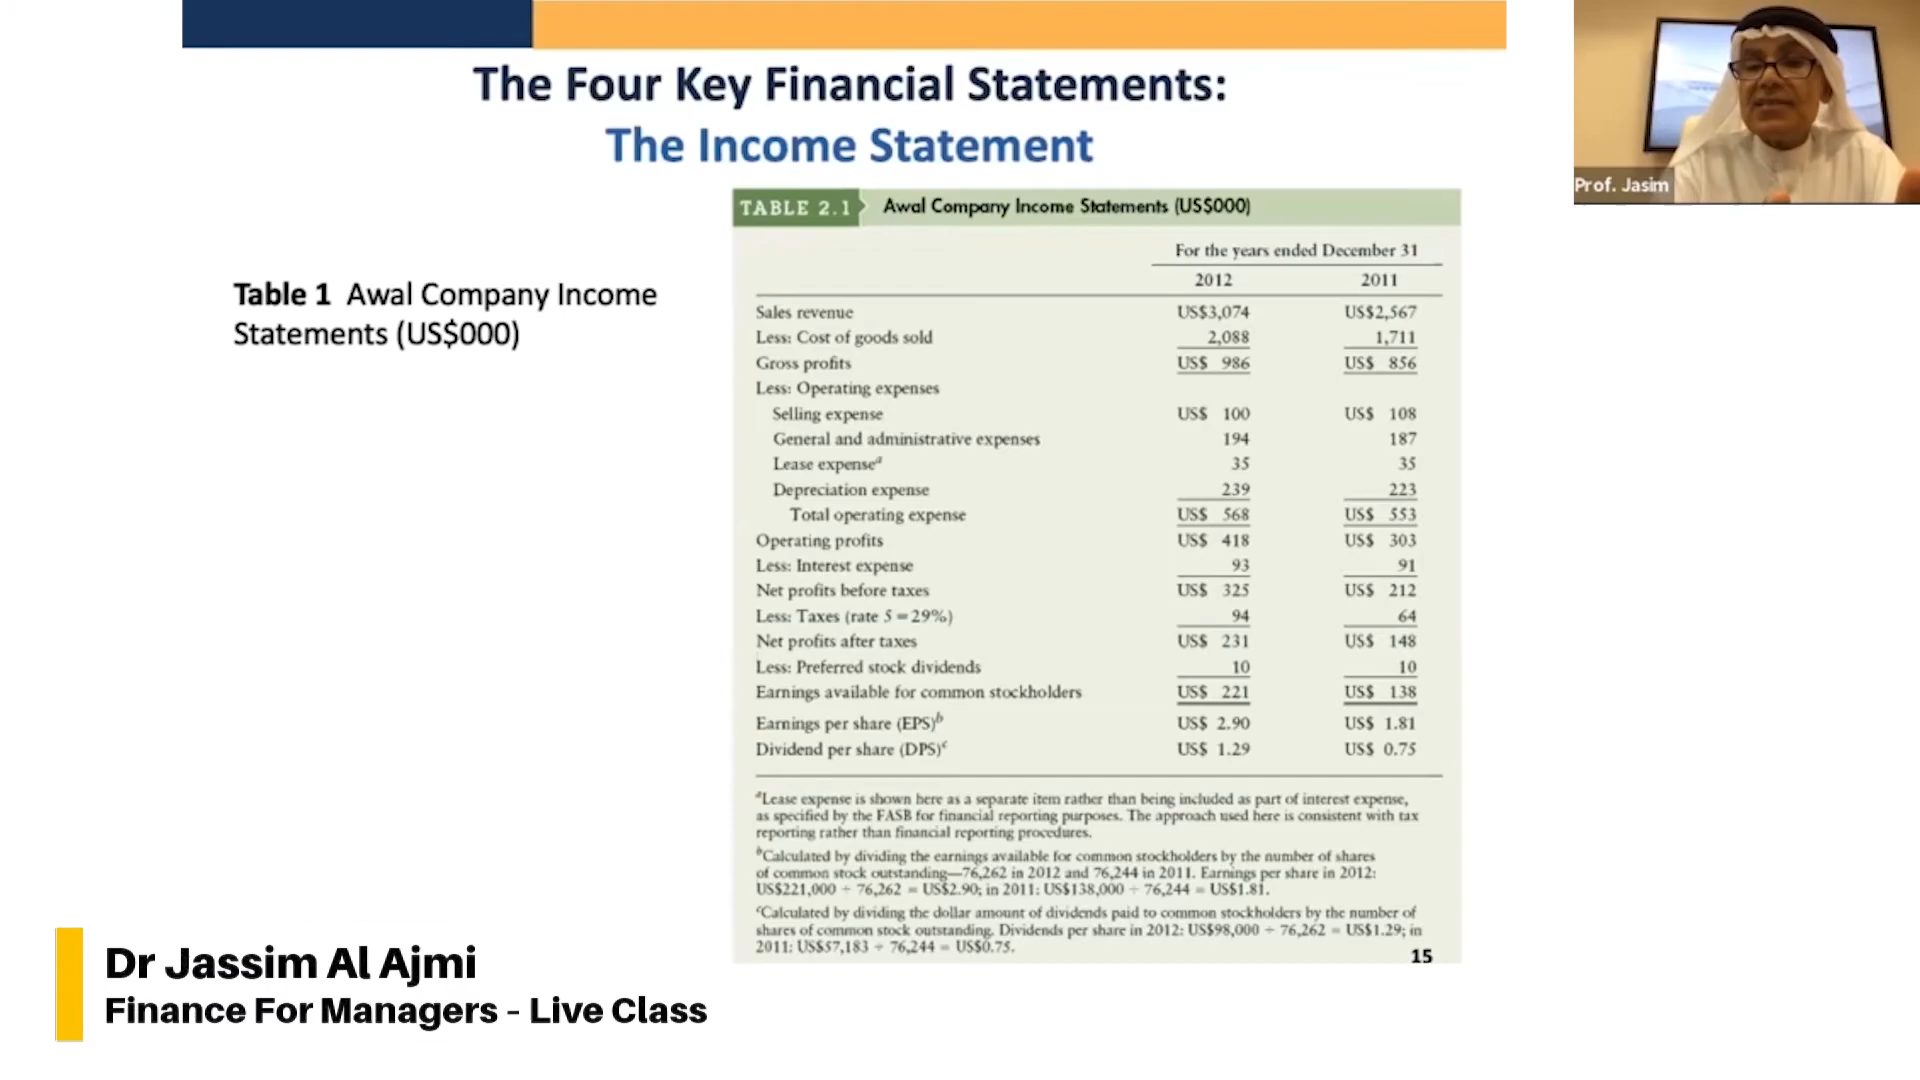 The Four Key Financial Statements:
The Income Statement
Prof. Jasim
Table 1 Awal Company Income
Statements (US$000)
TABLE 2.1 Awal Company Income Statements (US$000)
For the years ended December 31
2012 2011
Sales revenue US$3,074 US$2,567
Less: Cost of goods sold 2,088 1,711
Gross profits US$ 986 US$ 856
Less: Operating expenses
Selling expense US$ 100 US$ 108
General and administrative expenses 194 187
Lease expenseᵃ 35 35
Depreciation expense 239 223
Total operating expense US$ 568 US$ 553
Operating profits US$ 418 US$ 303
Less: Interest expense 93 91
Net profits before taxes US$ 325 US$ 212
Less: Taxes (rate 5 = 29%) 94 64
Net profits after taxes US$ 231 US$ 148
Less: Preferred stock dividends 10 10
Earnings available for common stockholders US$ 221 US$ 138
Earnings per share (EPS)ᵇ US$ 2.90 US$ 1.81
Dividend per share (DPS)ᶜ US$ 1.29 US$ 0.75
ᵃLease expense is shown here as a separate item rather than being included as part of interest expense,
as specified by the FASB for financial reporting purposes. The approach used here is consistent with tax
reporting rather than financial reporting procedures.
ᵇCalculated by dividing the earnings available for common stockholders by the number of shares
of common stock outstanding—76,262 in 2012 and 76,244 in 2011. Earnings per share in 2012:
US$221,000 ÷ 76,262 = US$2.90; in 2011: US$138,000 ÷ 76,244 = US$1.81.
ᶜCalculated by dividing the dollar amount of dividends paid to common stockholders by the number of
shares of common stock outstanding. Dividends per share in 2012: US$98,000 ÷ 76,262 = US$1.29; in
2011: US$57,183 ÷ 76,244 = US$0.75.
15
Dr Jassim Al Ajmi
Finance For Managers - Live Class